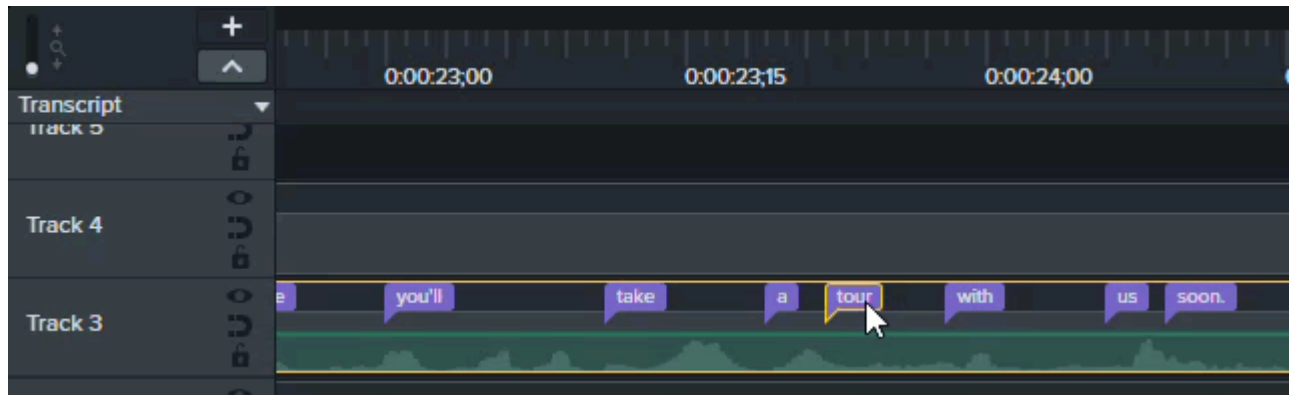 +
0:00:23;00 0:00:23;15 0:00:24;00
Transcript
Track 5
Track 4
e you'll take a tour with us soon.
Track 3